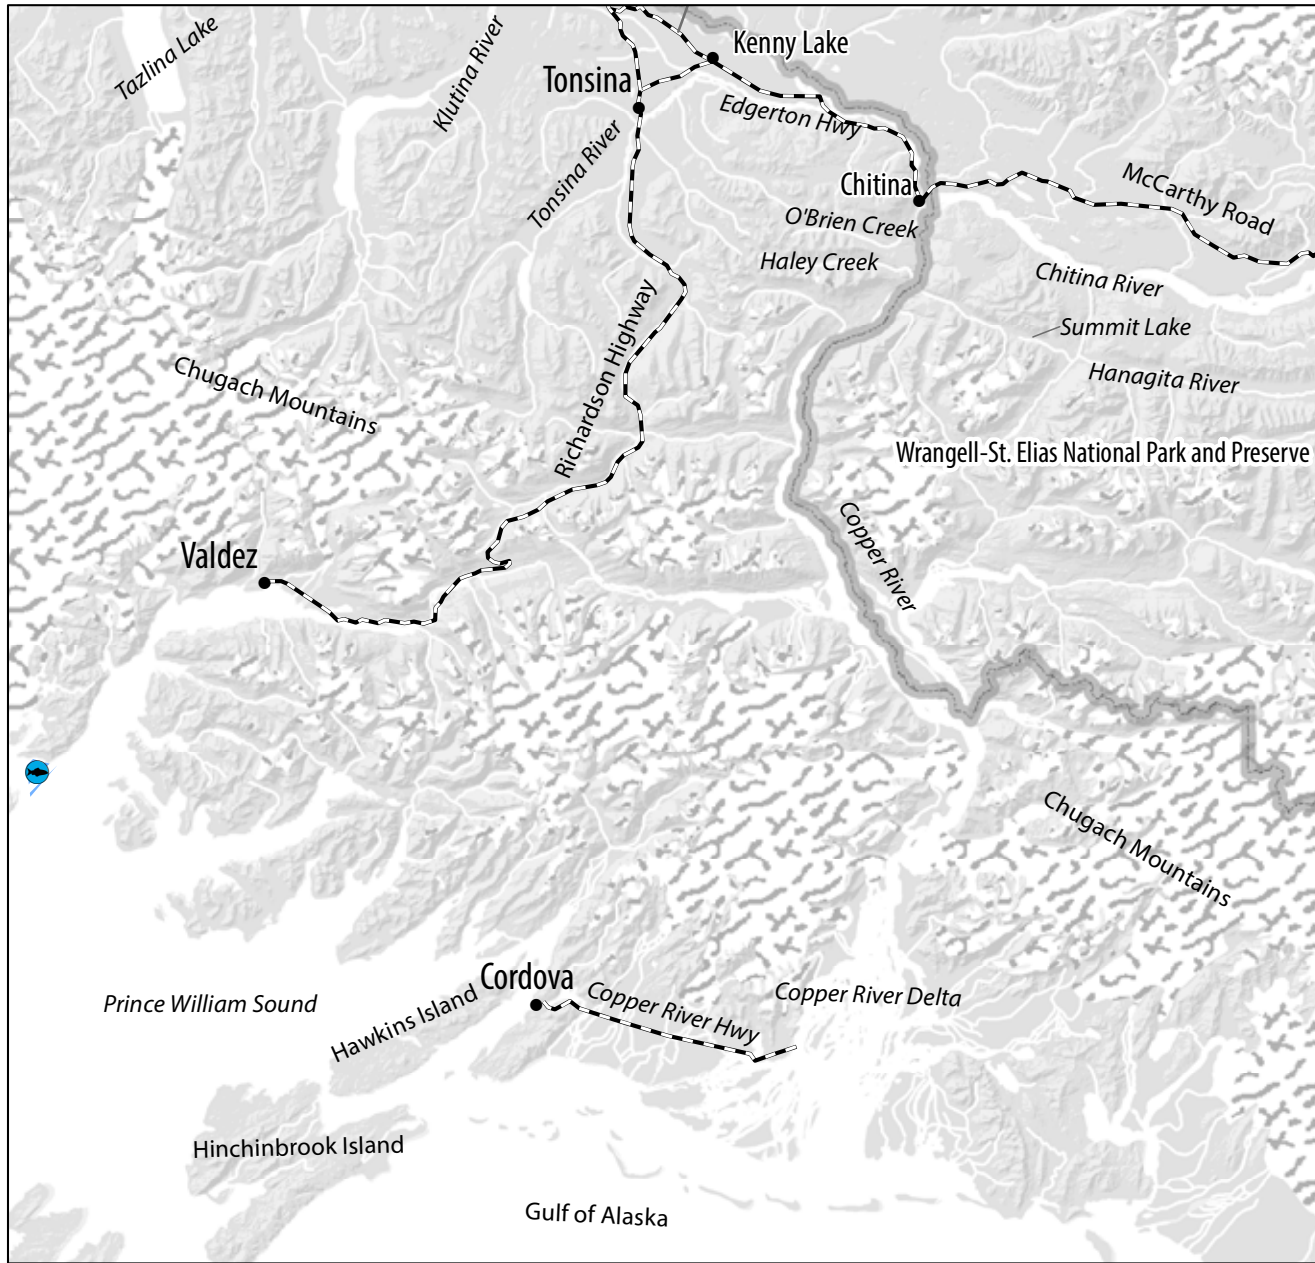 Tazlina Lake
Klutina River
Kenny Lake
Tonsina
Edgerton Hwy
Tonsina River
McCarthy Road
Chitina
O'Brien Creek
Haley Creek
Chitina River
Summit Lake
Richardson Highway
Chugach Mountains
Hanagita River
Wrangell-St. Elias National Park and Preserve
Copper River
Valdez
Chugach Mountains
Cordova
Copper River Hwy
Copper River Delta
Prince William Sound
Hawkins Island
Hinchinbrook Island
Gulf of Alaska